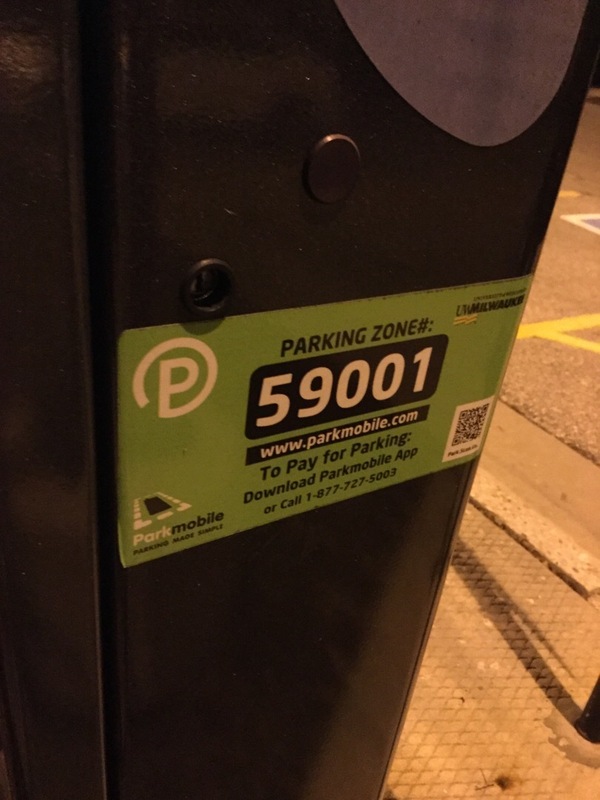 UWMILWAUKEE
PARKING ZONE#:
P
59001
www.parkmobile.com
To Pay for Parking:
Download Parkmobile App
or Call 1-877-727-5003
Parkmobile
PARKING MADE SIMPLE